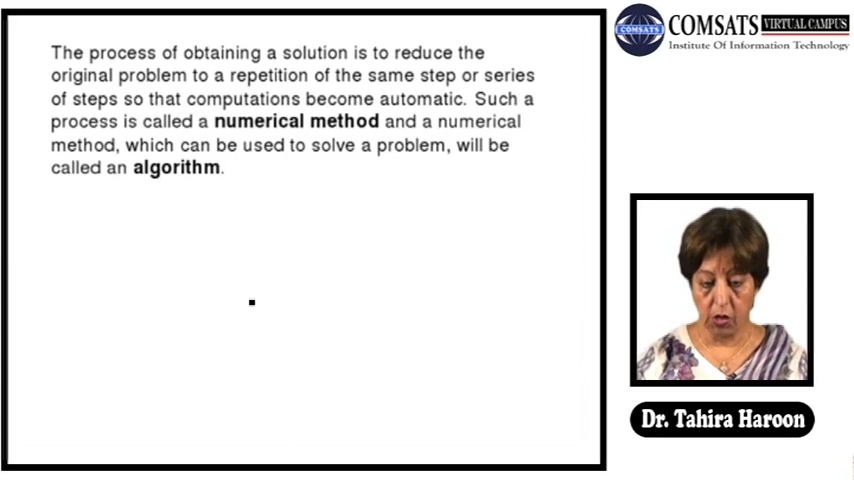 The process of obtaining a solution is to reduce the
original problem to a repetition of the same step or series
of steps so that computations become automatic. Such a
process is called a numerical method and a numerical
method, which can be used to solve a problem, will be
called an algorithm.
COMSATS VIRTUAL CAMPUS
Institute Of Information Technology
Dr. Tahira Haroon